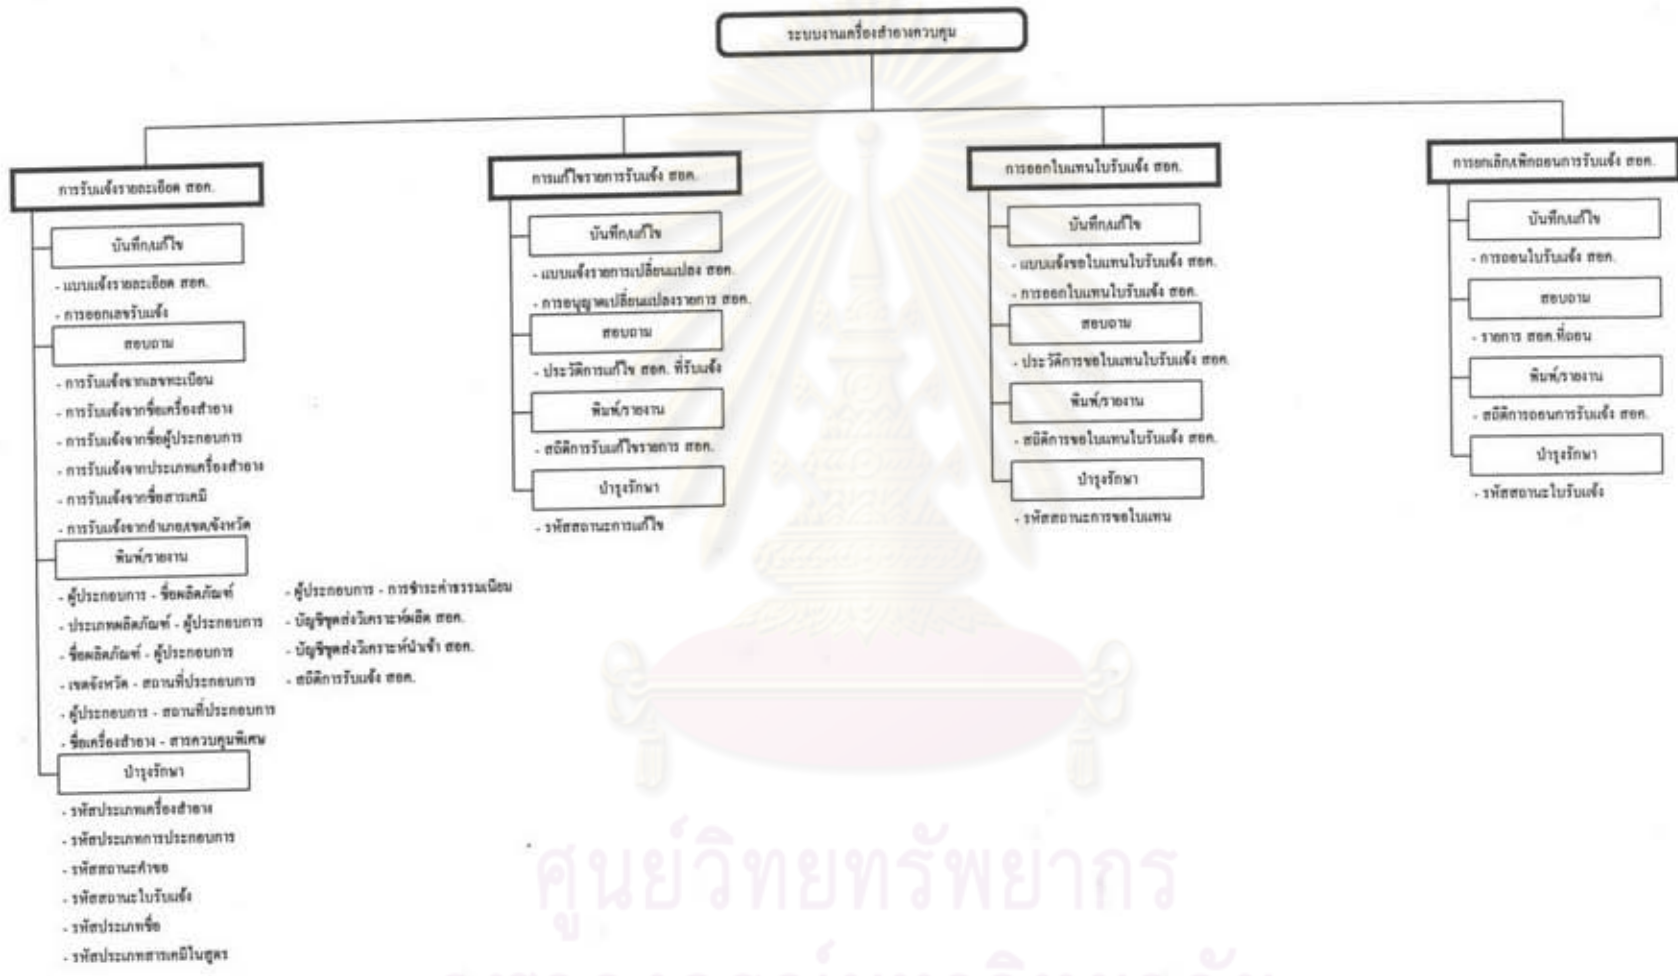 ระบบงานเครื่องสำอางควบคุม
การรับแจ้งรายละเอียด สอค.
บันทึก/แก้ไข
- แบบแจ้งรายละเอียด สอค.
- การออกเลขรับแจ้ง
สอบถาม
- การรับแจ้งจากเลขทะเบียน
- การรับแจ้งจากชื่อเครื่องสำอาง
- การรับแจ้งจากชื่อผู้ประกอบการ
- การรับแจ้งจากประเภทเครื่องสำอาง
- การรับแจ้งจากชื่อสารเคมี
- การรับแจ้งจากอำเภอ/เขต/จังหวัด
พิมพ์/รายงาน
- ผู้ประกอบการ - ชื่อผลิตภัณฑ์
- ประเภทผลิตภัณฑ์ - ผู้ประกอบการ
- ชื่อผลิตภัณฑ์ - ผู้ประกอบการ
- เขตจังหวัด - สถานที่ประกอบการ
- ผู้ประกอบการ - สถานที่ประกอบการ
- ชื่อเครื่องสำอาง - สารควบคุมพิเศษ
- ผู้ประกอบการ - การชำระค่าธรรมเนียม
- บัญชีชุดส่งวิเคราะห์ผลิต สอค.
- บัญชีชุดส่งวิเคราะห์นำเข้า สอค.
- สถิติการรับแจ้ง สอค.
บำรุงรักษา
- รหัสประเภทเครื่องสำอาง
- รหัสประเภทการประกอบการ
- รหัสสถานะคำขอ
- รหัสสถานะใบรับแจ้ง
- รหัสประเภทชื่อ
- รหัสประเภทสารเคมีในสูตร
การแก้ไขรายการรับแจ้ง สอค.
บันทึก/แก้ไข
- แบบแจ้งรายการเปลี่ยนแปลง สอค.
- การอนุญาตเปลี่ยนแปลงรายการ สอค.
สอบถาม
- ประวัติการแก้ไข สอค. ที่รับแจ้ง
พิมพ์/รายงาน
- สถิติการรับแก้ไขรายการ สอค.
บำรุงรักษา
- รหัสสถานะการแก้ไข
การออกใบแทนใบรับแจ้ง สอค.
บันทึก/แก้ไข
- แบบแจ้งขอใบแทนใบรับแจ้ง สอค.
- การออกใบแทนใบรับแจ้ง สอค.
สอบถาม
- ประวัติการขอใบแทนใบรับแจ้ง สอค.
พิมพ์/รายงาน
- สถิติการขอใบแทนใบรับแจ้ง สอค.
บำรุงรักษา
- รหัสสถานะการขอใบแทน
การยกเลิก/เพิกถอนการรับแจ้ง สอค.
บันทึก/แก้ไข
- การถอนใบรับแจ้ง สอค.
สอบถาม
- รายการ สอค.ที่ถอน
พิมพ์/รายงาน
- สถิติการถอนการรับแจ้ง สอค.
บำรุงรักษา
- รหัสสถานะใบรับแจ้ง
ศูนย์วิทยทรัพยากร